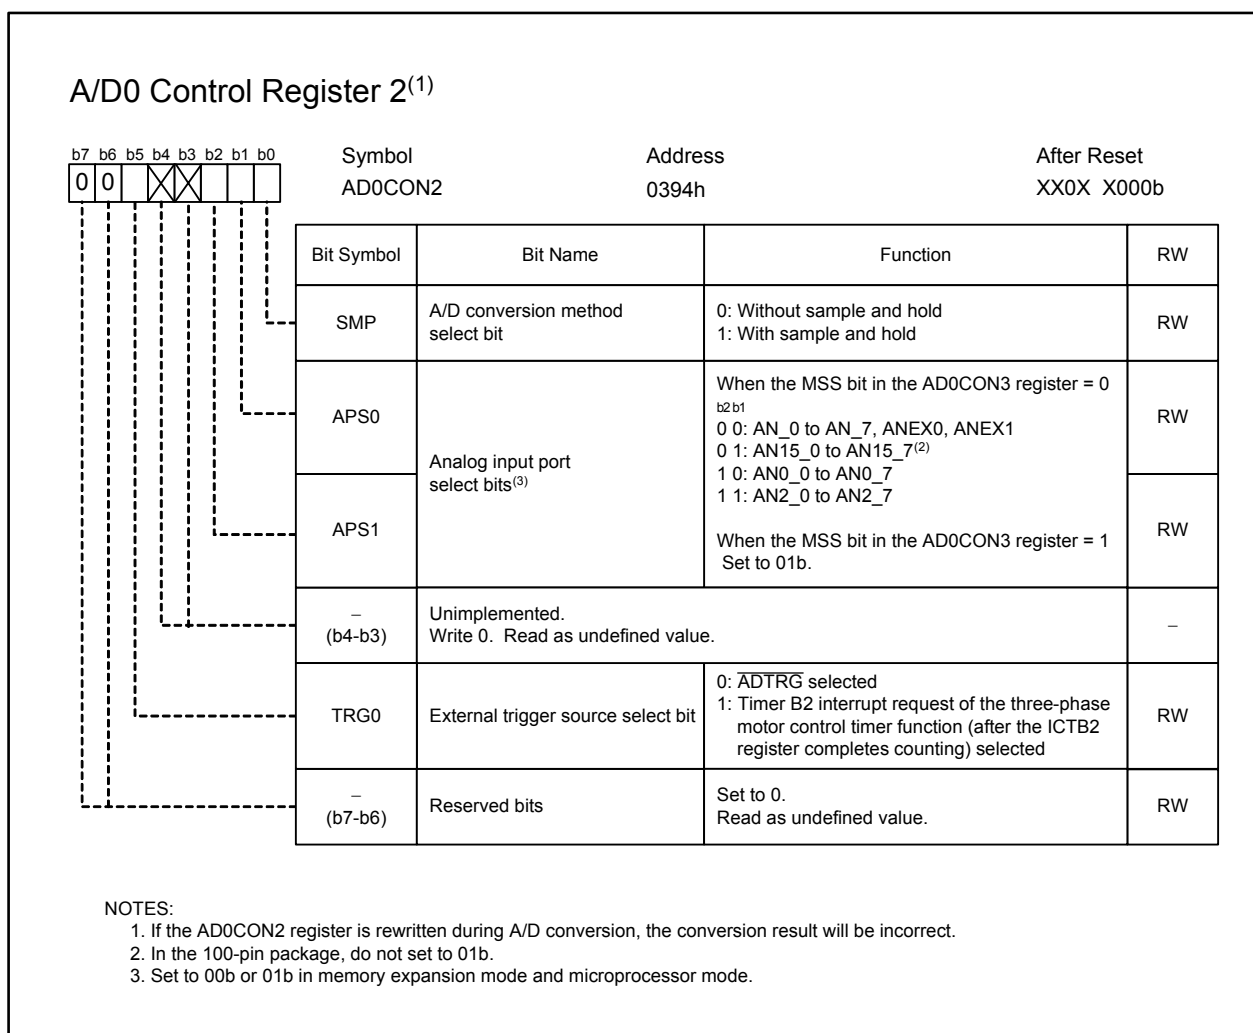 A/D0 Control Register 2(1)
b7 b6 b5 b4 b3 b2 b1 b0
0 0
Symbol Address After Reset
AD0CON2 0394h XX0X X000b
Bit Symbol Bit Name Function RW
SMP
A/D conversion method
select bit
0: Without sample and hold
1: With sample and hold
RW
APS0
APS1
Analog input port
select bits(3)
When the MSS bit in the AD0CON3 register = 0
b2 b1
0 0: AN_0 to AN_7, ANEX0, ANEX1
0 1: AN15_0 to AN15_7(2)
1 0: AN0_0 to AN0_7
1 1: AN2_0 to AN2_7
When the MSS bit in the AD0CON3 register = 1
Set to 01b.
RW
RW
–
(b4-b3)
Unimplemented.
Write 0. Read as undefined value.
–
TRG0
External trigger source select bit
0: ADTRG selected
1: Timer B2 interrupt request of the three-phase
motor control timer function (after the ICTB2
register completes counting) selected
RW
–
(b7-b6)
Reserved bits
Set to 0.
Read as undefined value.
RW
NOTES:
1. If the AD0CON2 register is rewritten during A/D conversion, the conversion result will be incorrect.
2. In the 100-pin package, do not set to 01b.
3. Set to 00b or 01b in memory expansion mode and microprocessor mode.